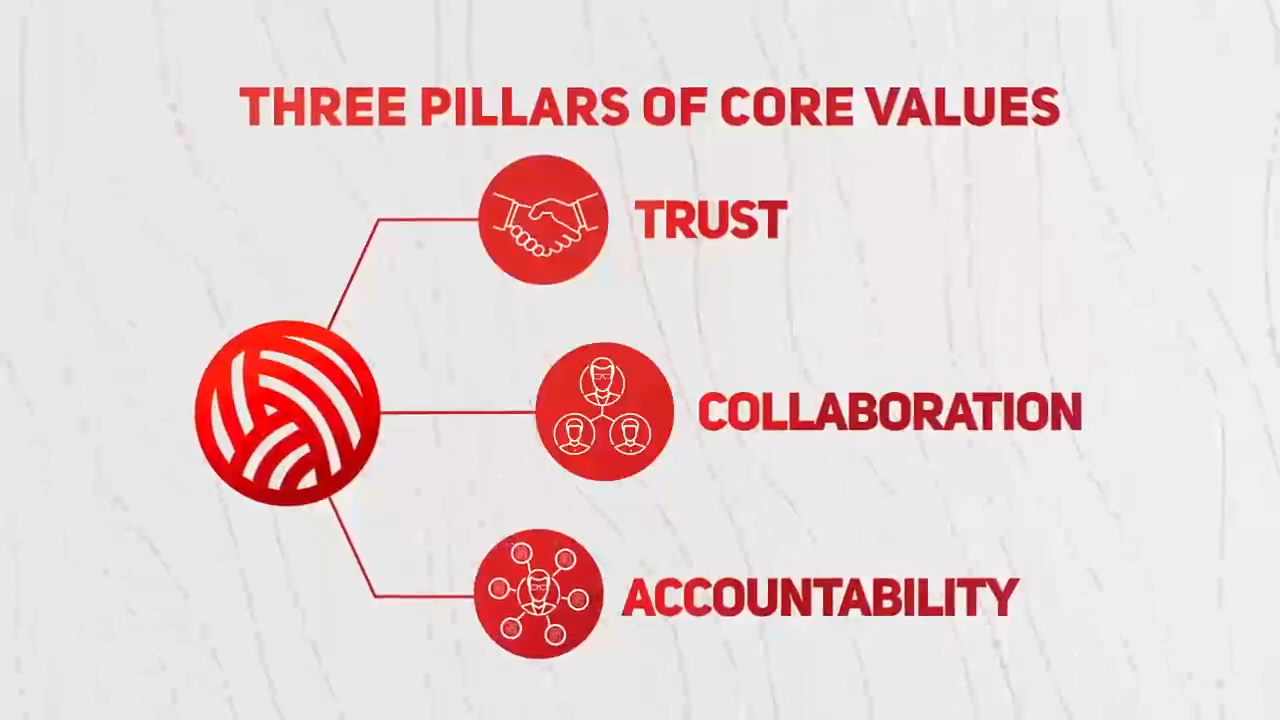 THREE PILLARS OF CORE VALUES
TRUST
COLLABORATION
ACCOUNTABILITY